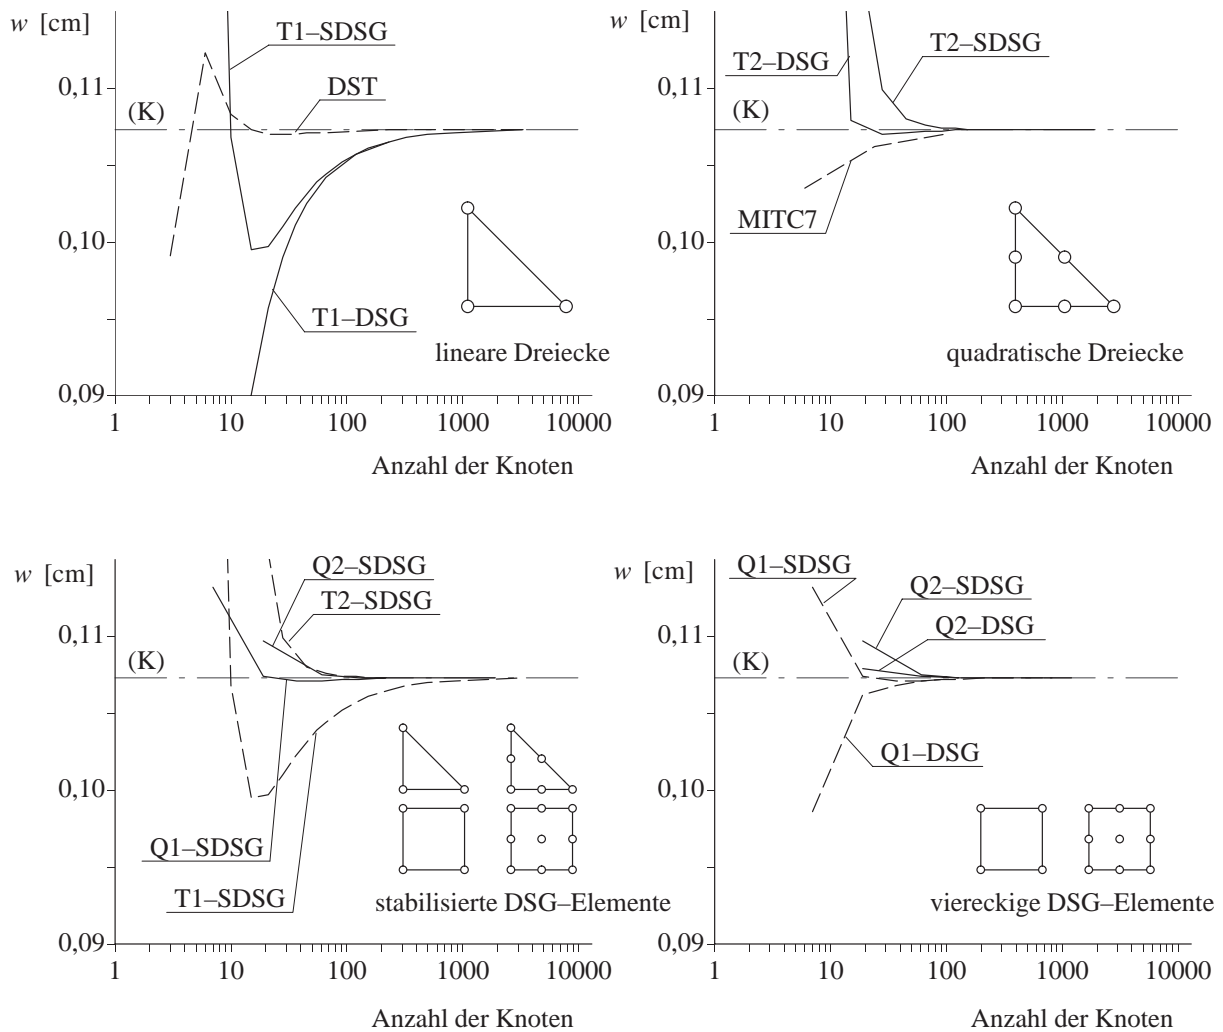 w [cm]
T1–SDSG
DST
0,11
(K)
0,10
T1–DSG
lineare Dreiecke
0,09
1 10 100 1000 10000
Anzahl der Knoten
w [cm]
T2–SDSG
T2–DSG
0,11
(K)
MITC7
0,10
quadratische Dreiecke
0,09
1 10 100 1000 10000
Anzahl der Knoten
w [cm]
Q2–SDSG
T2–SDSG
0,11
(K)
0,10
Q1–SDSG
T1–SDSG
stabilisierte DSG–Elemente
0,09
1 10 100 1000 10000
Anzahl der Knoten
w [cm]
Q1–SDSG
Q2–SDSG
Q2–DSG
0,11
(K)
Q1–DSG
0,10
viereckige DSG–Elemente
0,09
1 10 100 1000 10000
Anzahl der Knoten